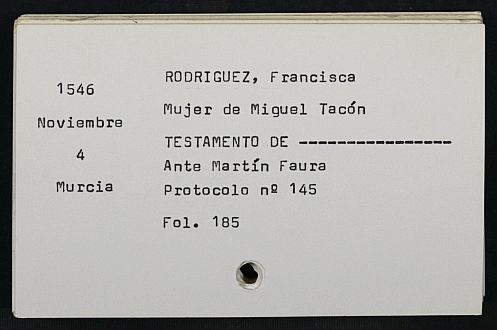 1546
Noviembre
4
Murcia
RODRIGUEZ, Francisca
Mujer de Miguel Tacón
TESTAMENTO DE ----------------
Ante Martín Faura
Protocolo nº 145
Fol. 185